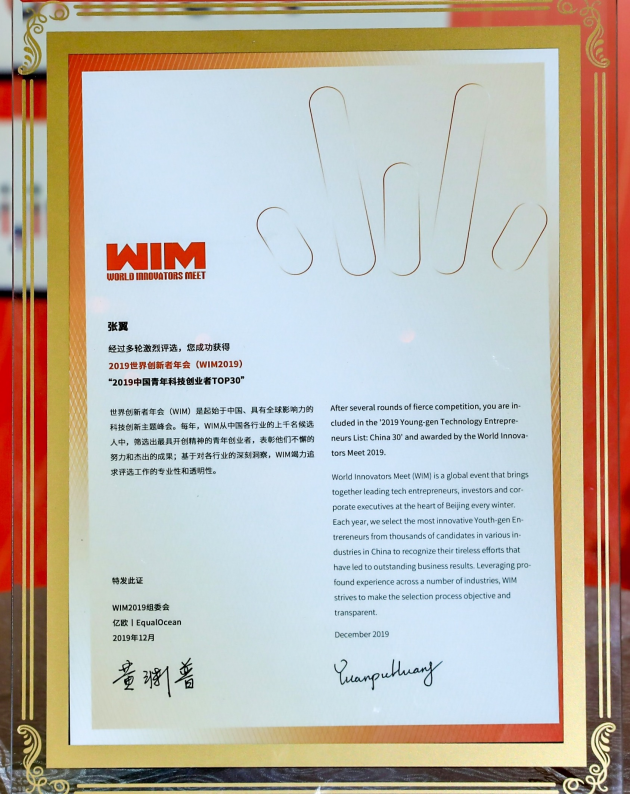 WIM
WORLD INNOVATORS MEET
张翼
经过多轮激烈评选，您成功获得
2019世界创新者年会（WIM2019）
“2019中国青年科技创业者TOP30”
世界创新者年会（WIM）是起始于中国、具有全球影响力的
科技创新主题峰会。每年，WIM从中国各行业的上千名候选
人中，筛选出最具开创精神的青年创业者，表彰他们不懈的
努力和杰出的成果；基于对各行业的深刻洞察，WIM竭力追
求评选工作的专业性和透明性。
特发此证
WIM2019组委会
亿欧丨EqualOcean
2019年12月
黄渊普
After several rounds of fierce competition, you are in-
cluded in the '2019 Young-gen Technology Entrepre-
neurs List: China 30' and awarded by the World Innova-
tors Meet 2019.
World Innovators Meet (WIM) is a global event that brings
together leading tech entrepreneurs, investors and cor-
porate executives at the heart of Beijing every winter.
Each year, we select the most innovative Youth-gen En-
trereneurs from thousands of candidates in various in-
dustries in China to recognize their tireless efforts that
have led to outstanding business results. Leveraging pro-
found experience across a number of industries, WIM
strives to make the selection process objective and
transparent.
December 2019
Yuanpu Huang